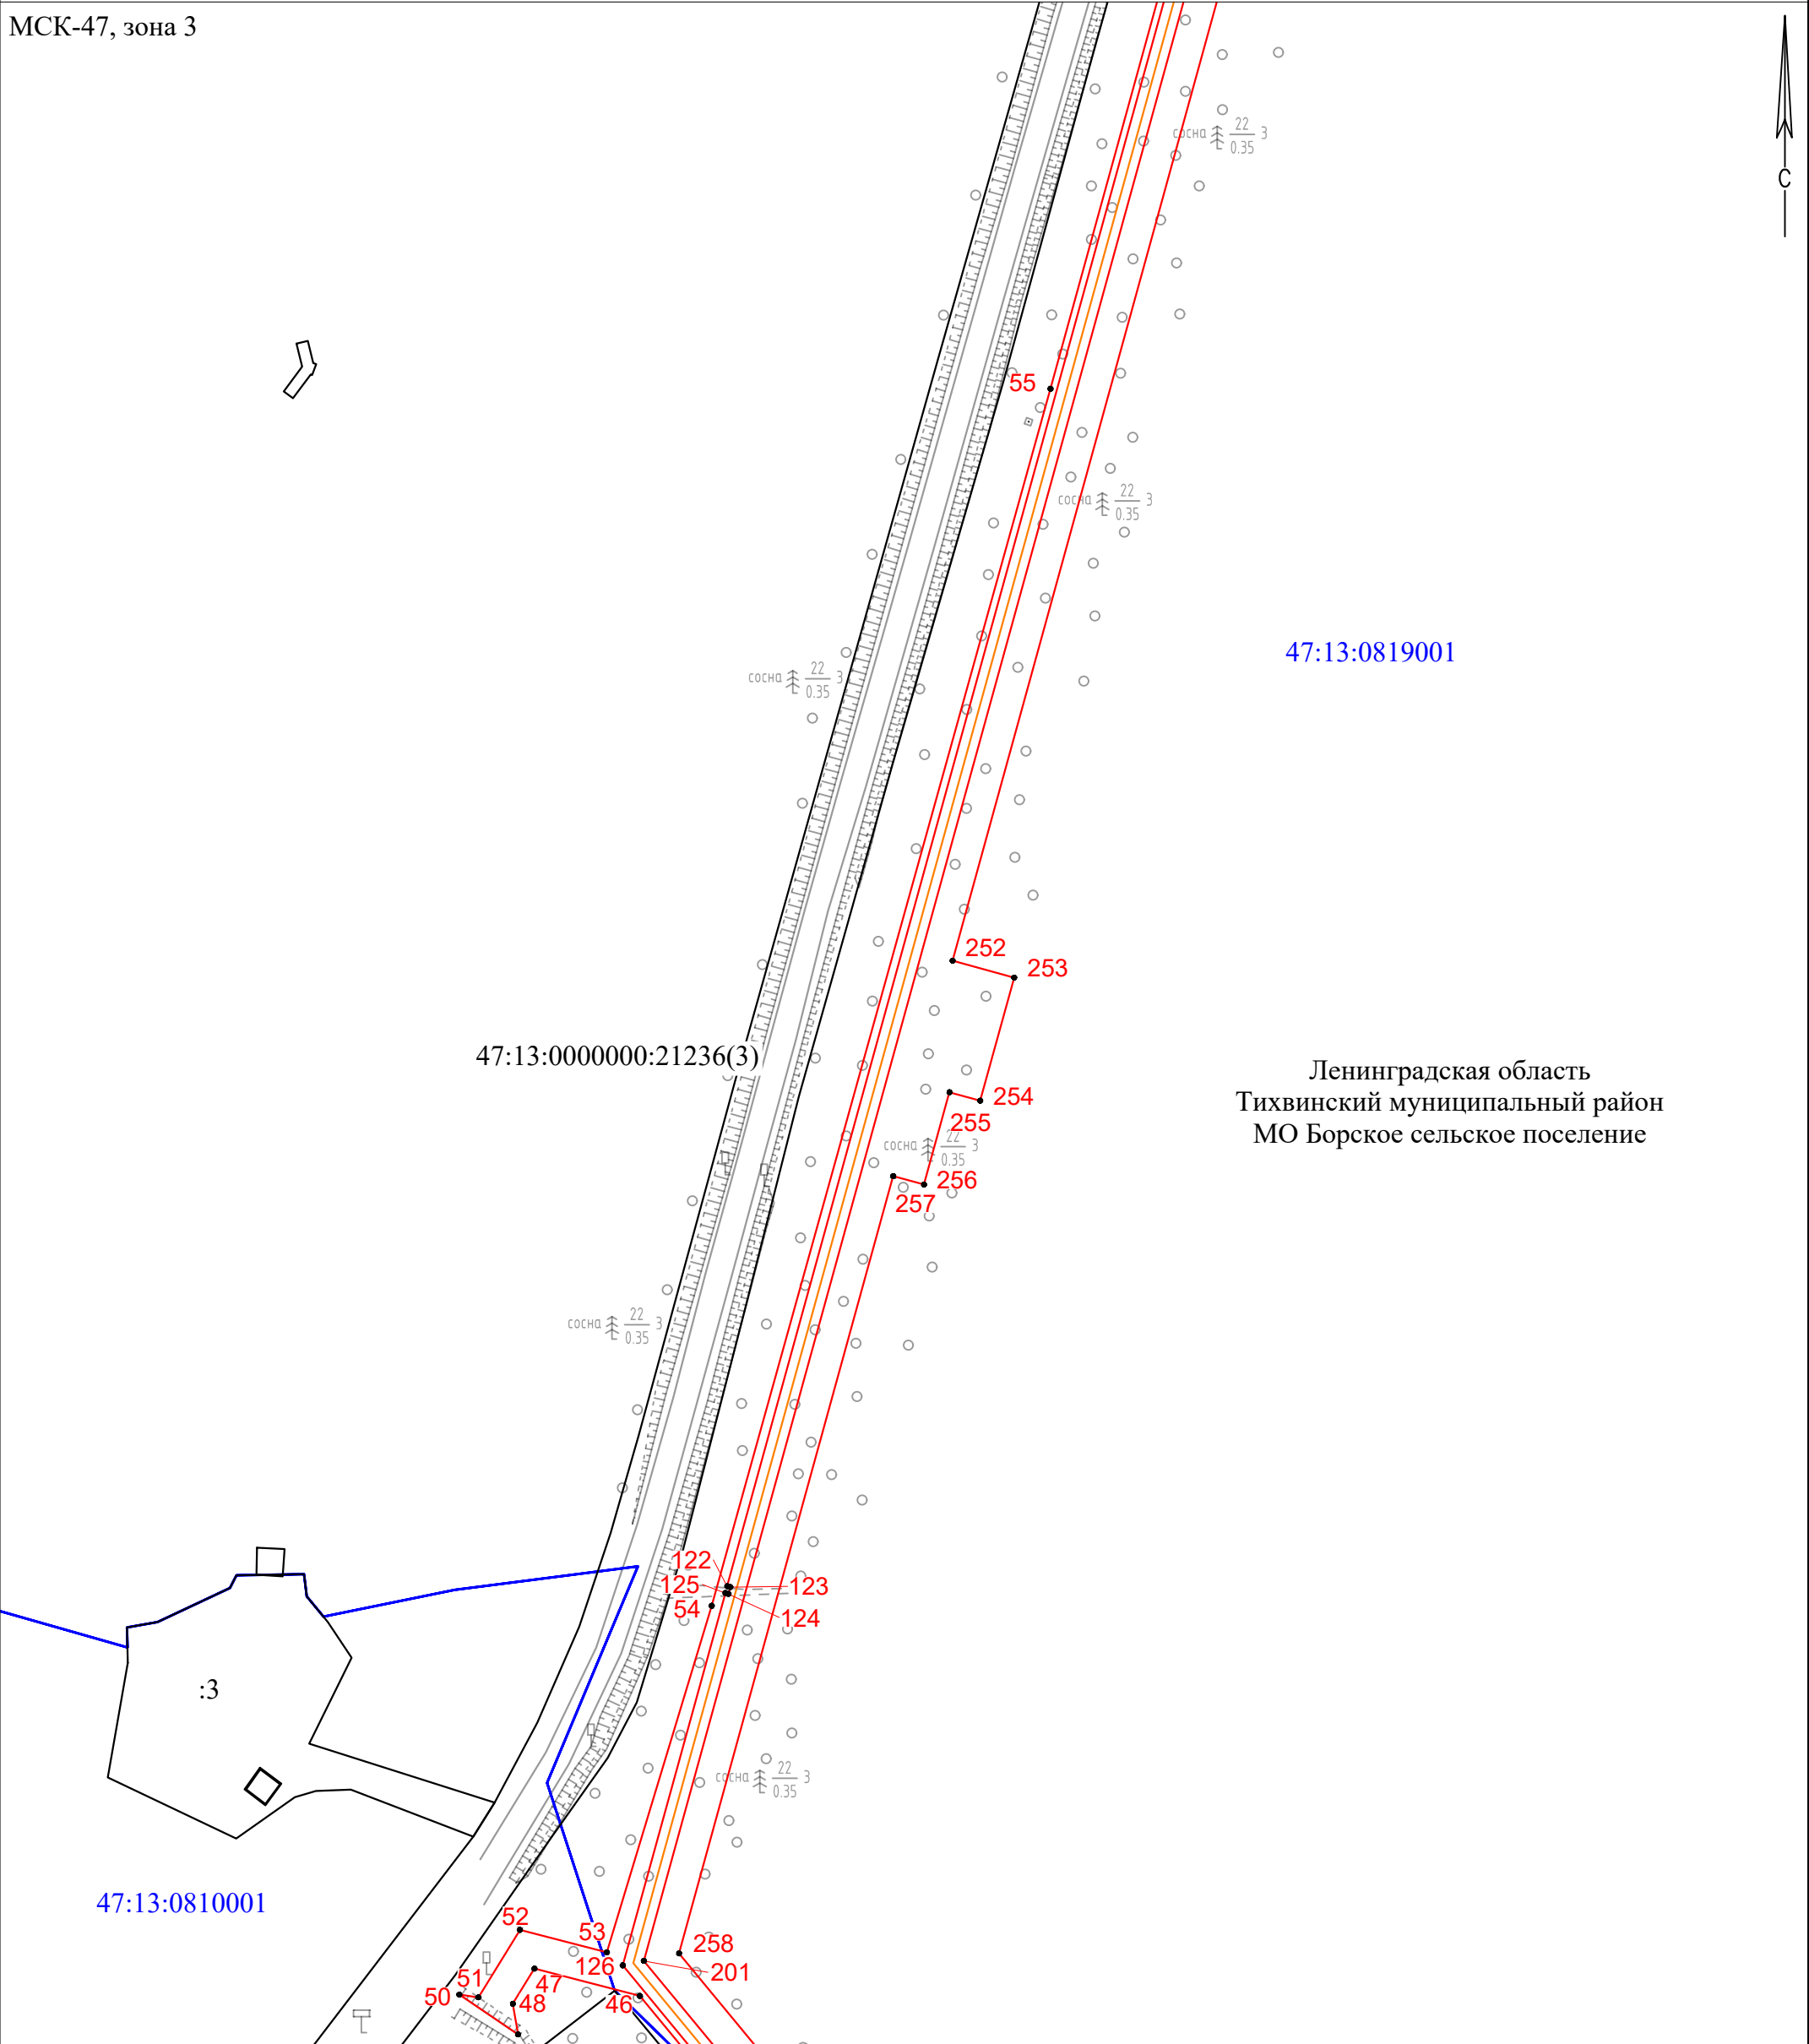 МСК-47, зона 3
С
сосна 22 3
0.35
55
сосна 22 3
0.35
47:13:0819001
сосна 22 3
0.35
252
253
47:13:0000000:21236(3)
Ленинградская область
Тихвинский муниципальный район
МО Борское сельское поселение
254
255
сосна 22 3
0.35
256
257
сосна 22 3
0.35
122
125
123
54
124
:3
сосна 22 3
0.35
47:13:0810001
52
53
258
126
201
51
47
50
48
46